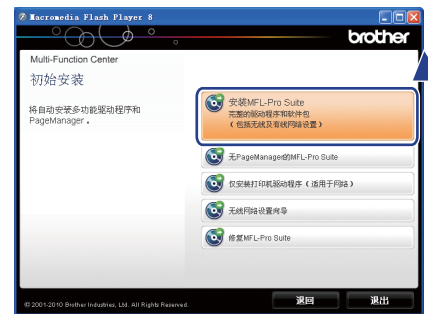 Macromedia Flash Player 8
brother
Multi-Function Center
初始安装
将自动安装多功能驱动程序和
PageManager。
安装MFL-Pro Suite
完整的驱动程序和软件包
（包括无线及有线网络设置）
无PageManager的MFL-Pro Suite
仅安装打印机驱动程序（适用于网络）
无线网络设置向导
修复MFL-Pro Suite
© 2001-2010 Brother Industries, Ltd. All Rights Reserved.
退回
退出